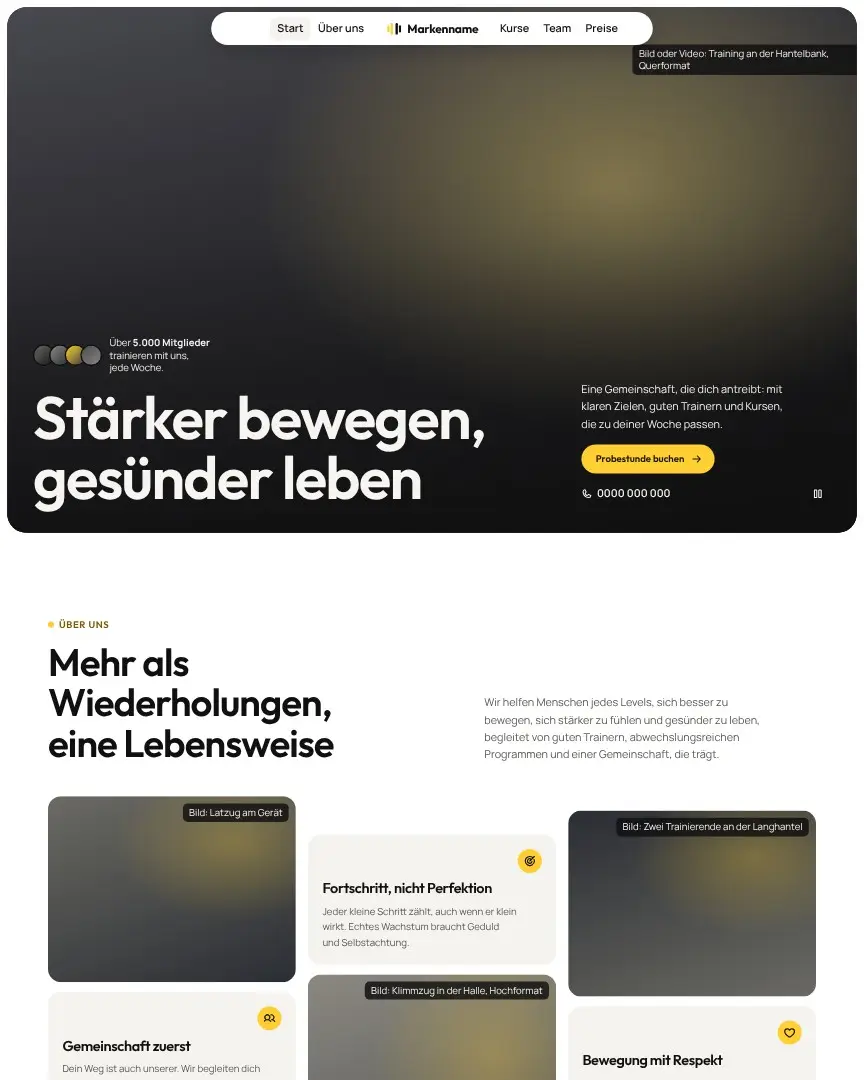 Start
Über uns
Markenname
Kurse
Team
Preise
Bild oder Video: Training an der Hantelbank,
Querformat
Über 5.000 Mitglieder
trainieren mit uns,
jede Woche.
Stärker bewegen,
gesünder leben
Eine Gemeinschaft, die dich antreibt: mit
klaren Zielen, guten Trainern und Kursen,
die zu deiner Woche passen.
Probestunde buchen
0000 000 000
ÜBER UNS
Mehr als
Wiederholungen,
eine Lebensweise
Wir helfen Menschen jedes Levels, sich besser zu
bewegen, sich stärker zu fühlen und gesünder zu leben,
begleitet von guten Trainern, abwechslungsreichen
Programmen und einer Gemeinschaft, die trägt.
Bild: Latzug am Gerät
Fortschritt, nicht Perfektion
Jeder kleine Schritt zählt, auch wenn er klein
wirkt. Echtes Wachstum braucht Geduld
und Selbstachtung.
Bild: Zwei Trainierende an der Langhantel
Bild: Klimmzug in der Halle, Hochformat
Gemeinschaft zuerst
Dein Weg ist auch unserer. Wir begleiten dich
Bewegung mit Respekt